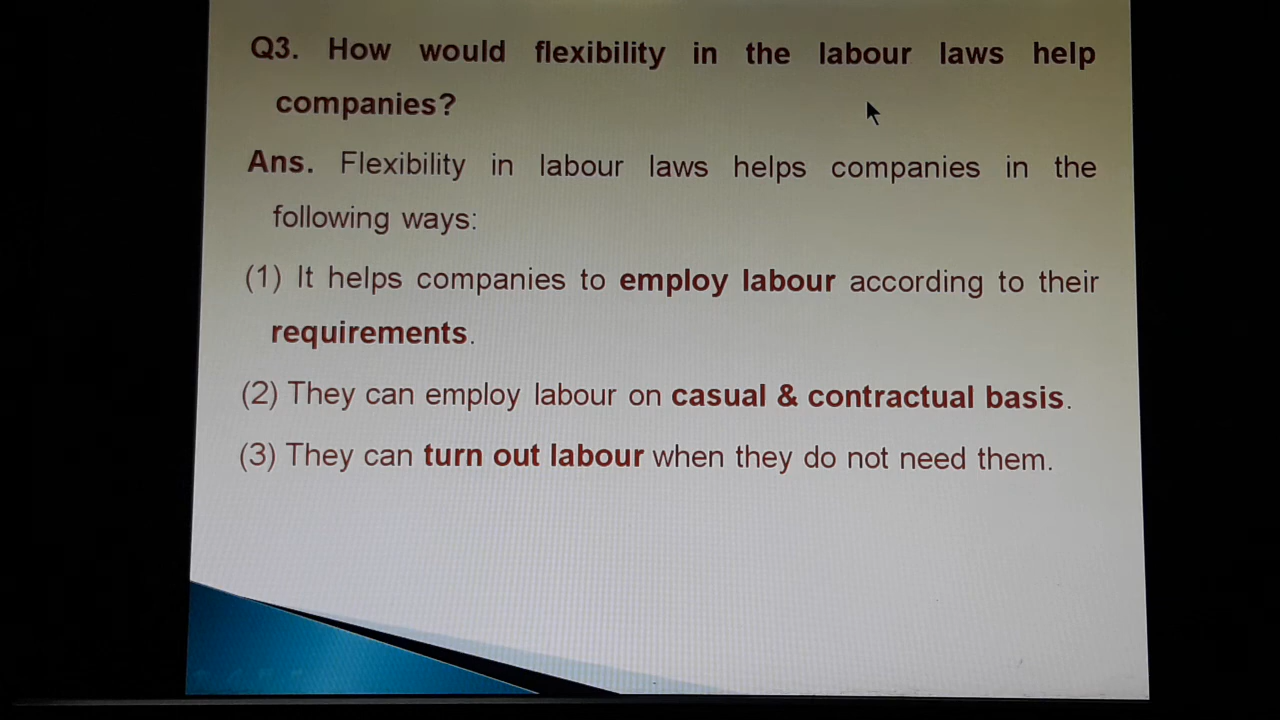 Q3. How would flexibility in the labour laws help
companies?
Ans. Flexibility in labour laws helps companies in the
following ways:
(1) It helps companies to employ labour according to their
requirements.
(2) They can employ labour on casual & contractual basis.
(3) They can turn out labour when they do not need them.